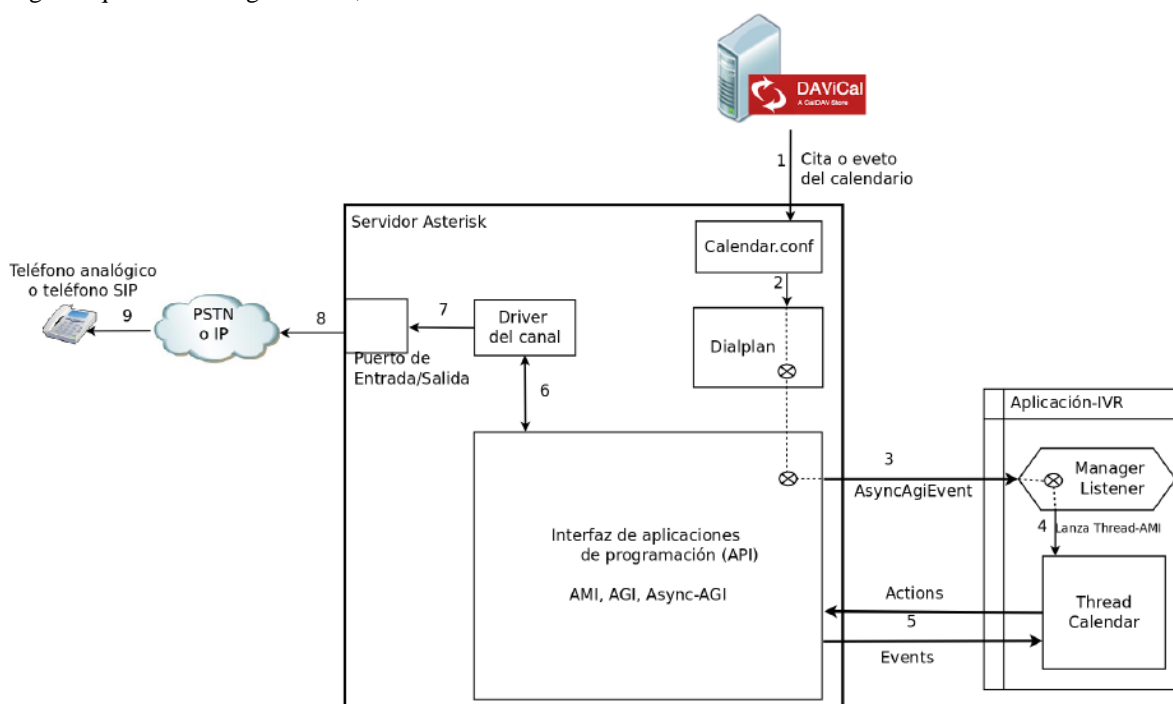 DAViCal
A CalDAV Store
1
Cita o eveto
del calendario
Servidor Asterisk
Calendar.conf
2
Dialplan
Teléfono analógico
o teléfono SIP
9
PSTN
o IP
8
7
Driver
del canal
Puerto de
Entrada/Salida
6
Aplicación-IVR
3
AsyncAgiEvent
Manager
Listener
4
Lanza Thread-AMI
Interfaz de aplicaciones
de programación (API)
AMI, AGI, Async-AGI
Actions
5
Events
Thread
Calendar